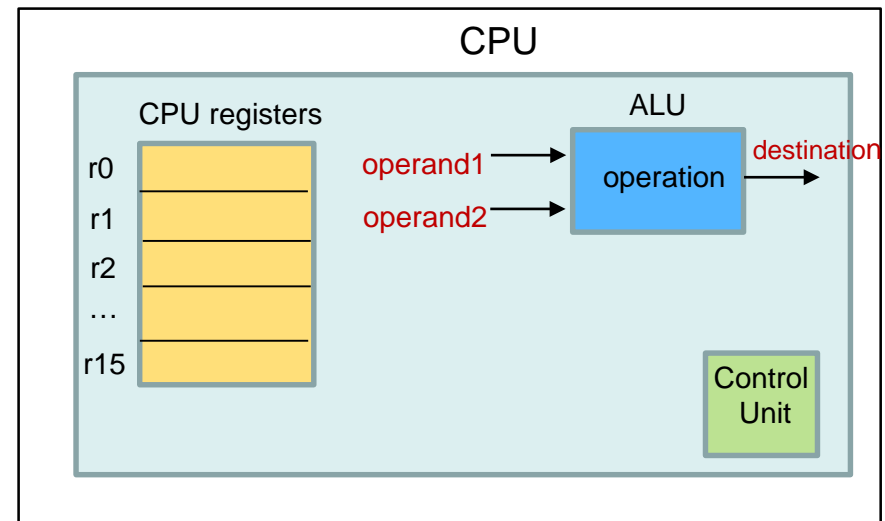 CPU
CPU registers
r0
r1
r2
…
r15
operand1
operand2
ALU
operation
destination
Control
Unit